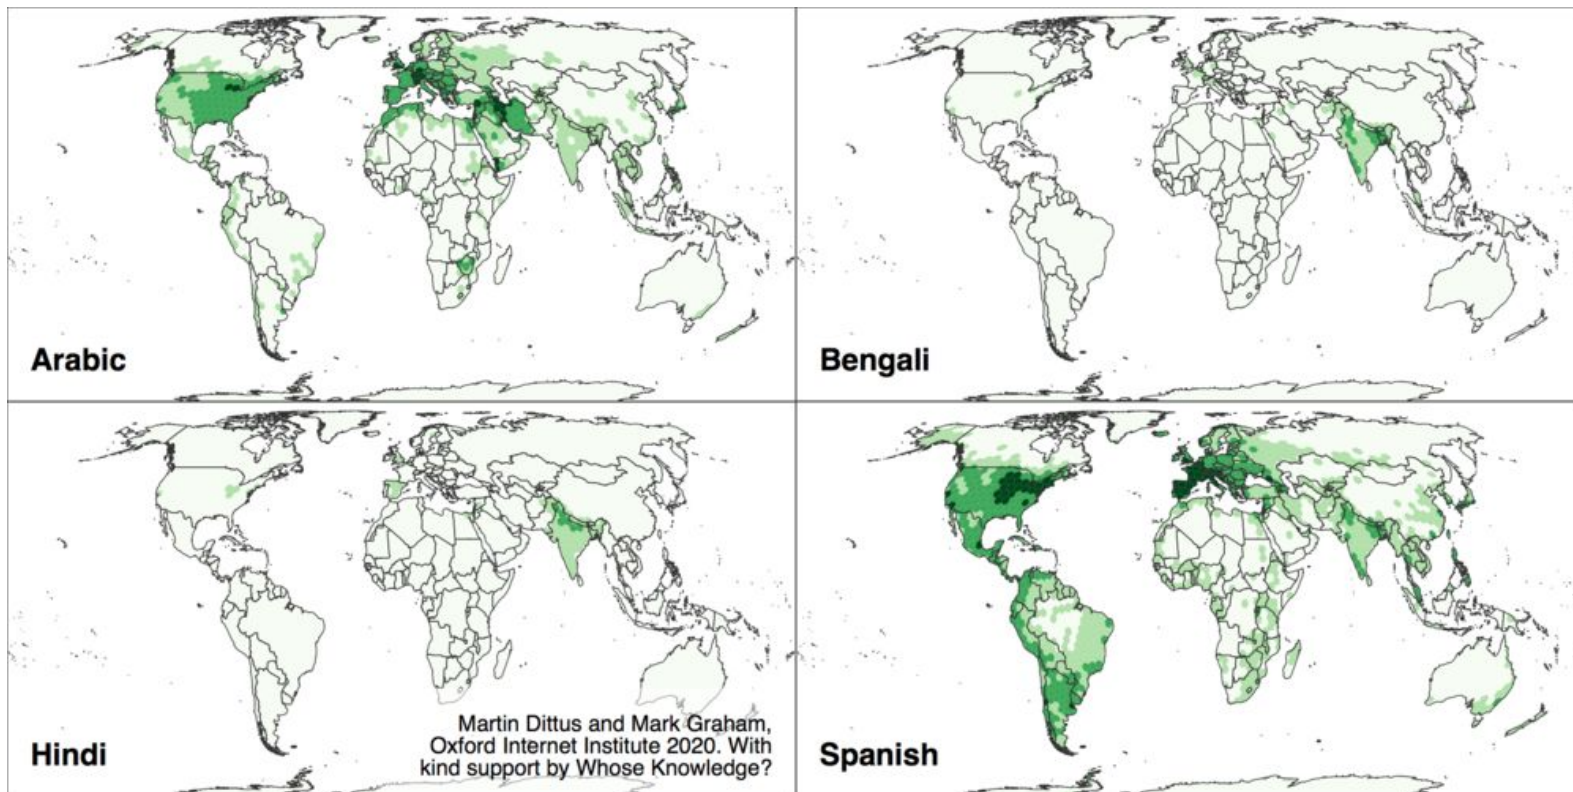 Arabic
Bengali
Hindi
Martin Dittus and Mark Graham,
Oxford Internet Institute 2020. With
kind support by Whose Knowledge?
Spanish